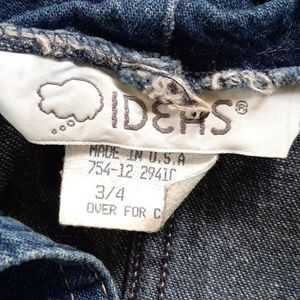 IDEAS®
MADE IN U.S.A
754-12 2941C
3/4
OVER FOR C